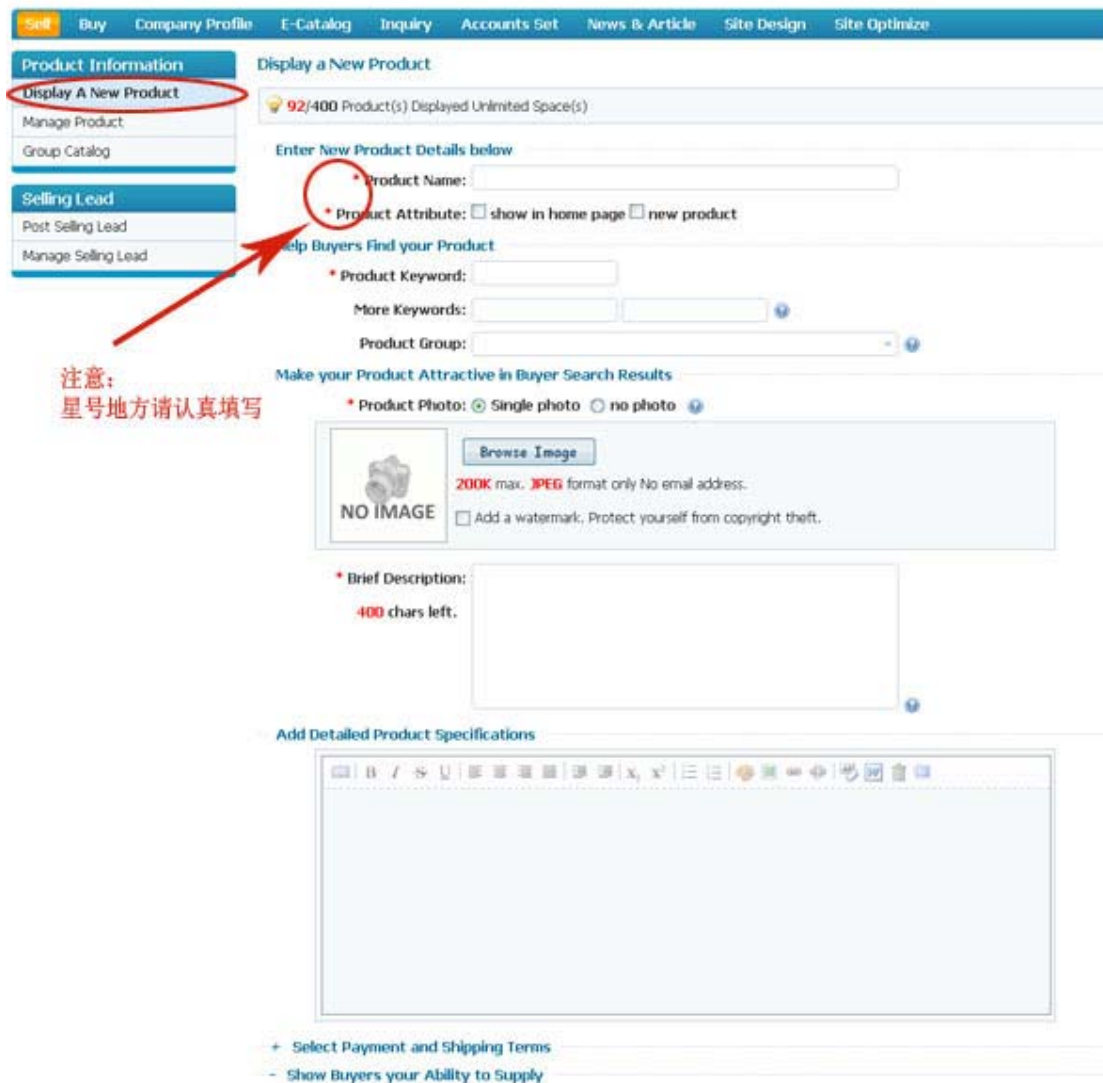 Sell Buy Company Profile E-Catalog Inquiry Accounts Set News & Article Site Design Site Optimize
Product Information
Display A New Product
Manage Product
Group Catalog
Selling Lead
Post Selling Lead
Manage Selling Lead
注意：
星号地方请认真填写
Display a New Product
92/400 Product(s) Displayed Unlimited Space(s)
Enter New Product Details below
* Product Name:
* Product Attribute: show in home page new product
Help Buyers Find your Product
* Product Keyword:
More Keywords:
Product Group:
Make your Product Attractive in Buyer Search Results
* Product Photo: Single photo no photo
NO IMAGE
Browse Image
200K max. JPEG format only No email address.
Add a watermark. Protect yourself from copyright theft.
* Brief Description:
400 chars left.
Add Detailed Product Specifications
B I S U x₂ x²
+ Select Payment and Shipping Terms
- Show Buyers your Ability to Supply